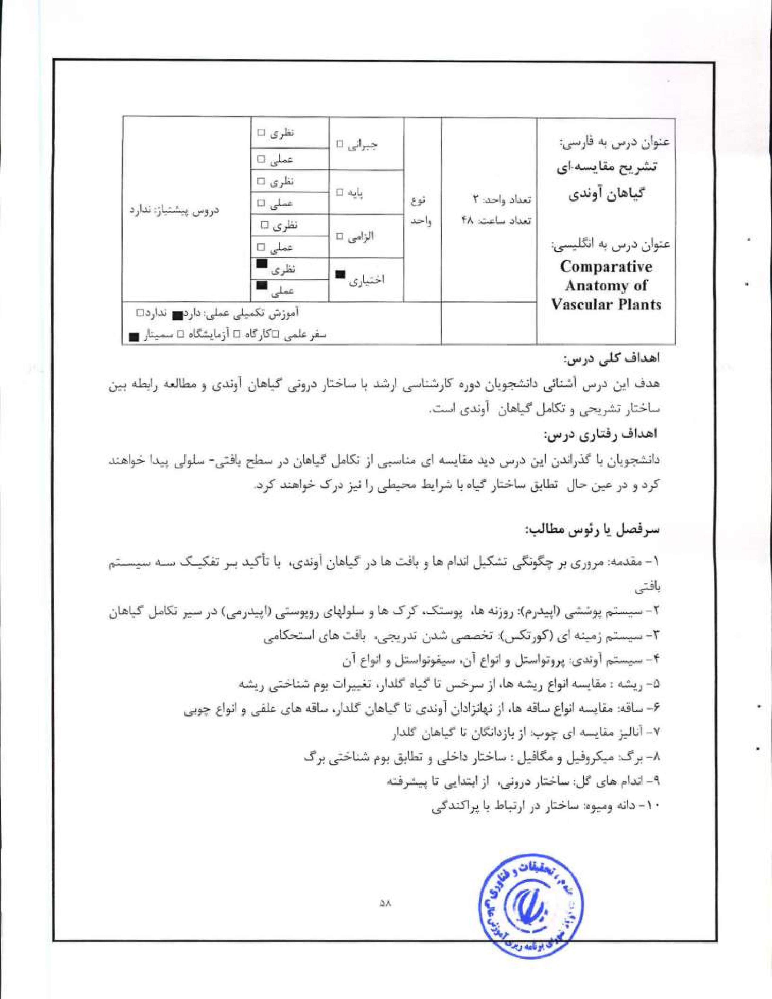 عنوان درس به فارسی:
تشریح مقایسه-ای
گیاهان آوندی
عنوان درس به انگلیسی:
Comparative
Anatomy of
Vascular Plants
تعداد واحد: ۲
تعداد ساعت: ۴۸
نوع
واحد
جبرانی □
نظری □
عملی □
پایه □
نظری □
عملی □
الزامی □
نظری □
عملی □
اختیاری ■
نظری ■
عملی ■
دروس پیشنیاز: ندارد
آموزش تکمیلی عملی: دارد■ ندارد□
سفر علمی □کارگاه □ آزمایشگاه □ سمینار ■
اهداف کلی درس:
هدف این درس آشنائی دانشجویان دوره کارشناسی ارشد با ساختار درونی گیاهان آوندی و مطالعه رابطه بین
ساختار تشریحی و تکامل گیاهان آوندی است.
اهداف رفتاری درس:
دانشجویان با گذراندن این درس دید مقایسه ای مناسبی از تکامل گیاهان در سطح بافتی- سلولی پیدا خواهند
کرد و در عین حال تطابق ساختار گیاه با شرایط محیطی را نیز درک خواهند کرد.
سرفصل یا رئوس مطالب:
۱- مقدمه: مروری بر چگونگی تشکیل اندام ها و بافت ها در گیاهان آوندی، با تأکید بر تفکیک سه سیستم
بافتی
۲- سیستم پوششی (اپیدرم): روزنه ها، پوستک، کرک ها و سلولهای روپوستی (اپیدرمی) در سیر تکامل گیاهان
۳- سیستم زمینه ای (کورتکس): تخصصی شدن تدریجی، بافت های استحکامی
۴- سیستم آوندی: پروتواستل و انواع آن، سیفونواستل و انواع آن
۵- ریشه : مقایسه انواع ریشه ها، از سرخس تا گیاه گلدار، تغییرات بوم شناختی ریشه
۶- ساقه: مقایسه انواع ساقه ها، از نهانزادان آوندی تا گیاهان گلدار، ساقه های علفی و انواع چوبی
۷- آنالیز مقایسه ای چوب: از بازدانگان تا گیاهان گلدار
۸- برگ: میکروفیل و مگافیل : ساختار داخلی و تطابق بوم شناختی برگ
۹- اندام های گل: ساختار درونی، از ابتدایی تا پیشرفته
۱۰- دانه ومیوه: ساختار در ارتباط با پراکندگی
علوم، تحقیقات و فناوری
شورای برنامه ریزی آموزش عالی
۵۸